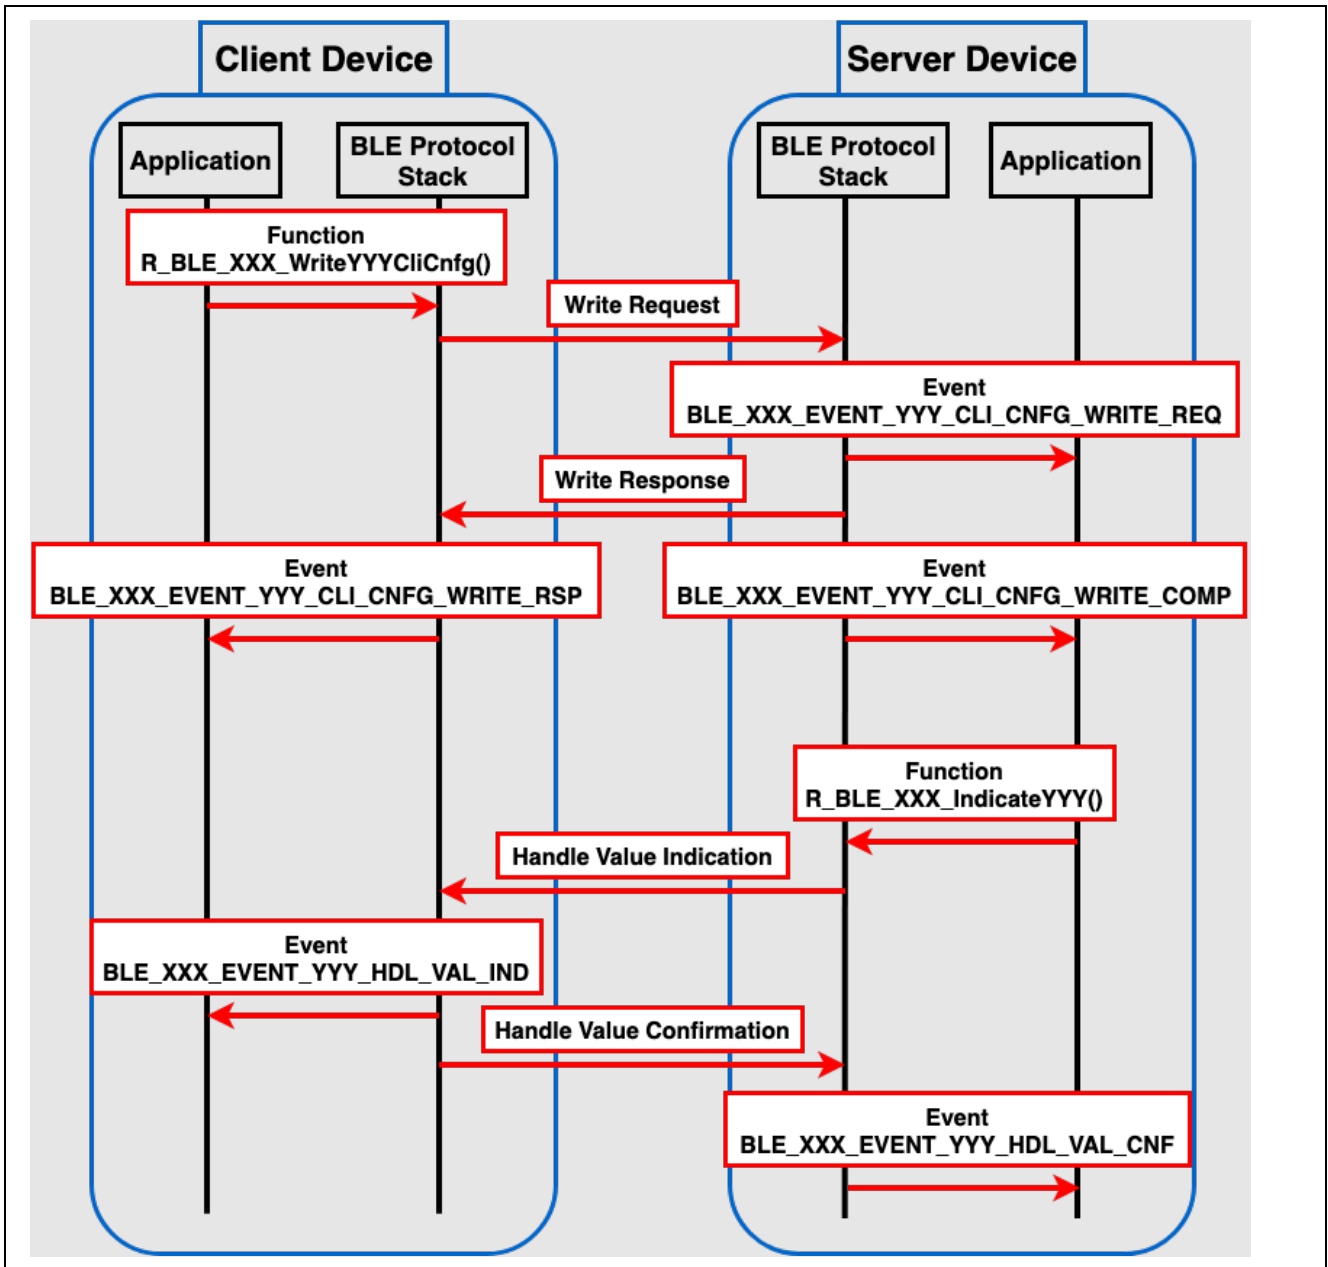 Client Device
Server Device
Application
BLE Protocol
Stack
BLE Protocol
Stack
Application
Function
R_BLE_XXX_WriteYYYCliCnfg()
Write Request
Event
BLE_XXX_EVENT_YYY_CLI_CNFG_WRITE_REQ
Write Response
Event
BLE_XXX_EVENT_YYY_CLI_CNFG_WRITE_RSP
Event
BLE_XXX_EVENT_YYY_CLI_CNFG_WRITE_COMP
Function
R_BLE_XXX_IndicateYYY()
Handle Value Indication
Event
BLE_XXX_EVENT_YYY_HDL_VAL_IND
Handle Value Confirmation
Event
BLE_XXX_EVENT_YYY_HDL_VAL_CNF